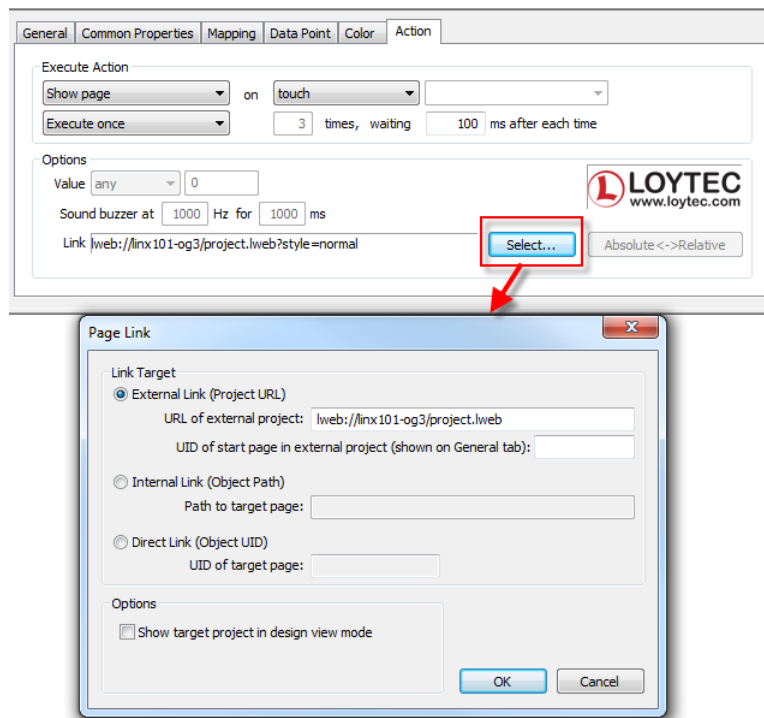 General Common Properties Mapping Data Point Color Action
Execute Action
Show page on touch
Execute once 3 times, waiting 100 ms after each time
Options
Value any 0
LOYTEC
www.loytec.com
Sound buzzer at 1000 Hz for 1000 ms
Link lweb://linx101-og3/project.lweb?style=normal Select... Absolute<->Relative
Page Link
Link Target
External Link (Project URL)
URL of external project: lweb://linx101-og3/project.lweb
UID of start page in external project (shown on General tab):
Internal Link (Object Path)
Path to target page:
Direct Link (Object UID)
UID of target page:
Options
Show target project in design view mode
OK Cancel